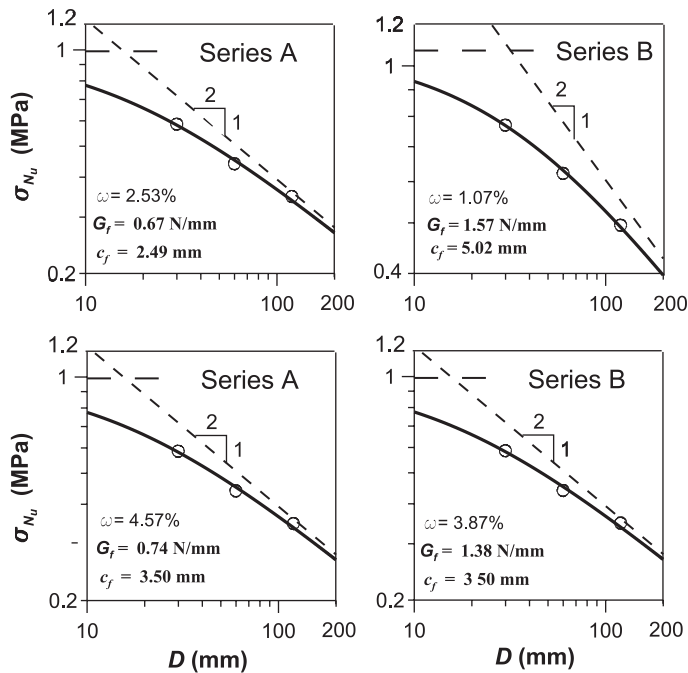 1.2
Series A
1
2
1
σNu (MPa)
ω = 2.53%
Gf = 0.67 N/mm
cf = 2.49 mm
0.2
10
100
200
1.2
Series B
1
2
1
ω = 1.07%
Gf = 1.57 N/mm
cf = 5.02 mm
0.4
10
100
200
1.2
Series A
1
2
1
σNu (MPa)
ω = 4.57%
Gf = 0.74 N/mm
cf = 3.50 mm
0.2
10
100
200
D (mm)
1.2
Series B
1
2
1
ω = 3.87%
Gf = 1.38 N/mm
cf = 3 50 mm
0.2
10
100
200
D (mm)